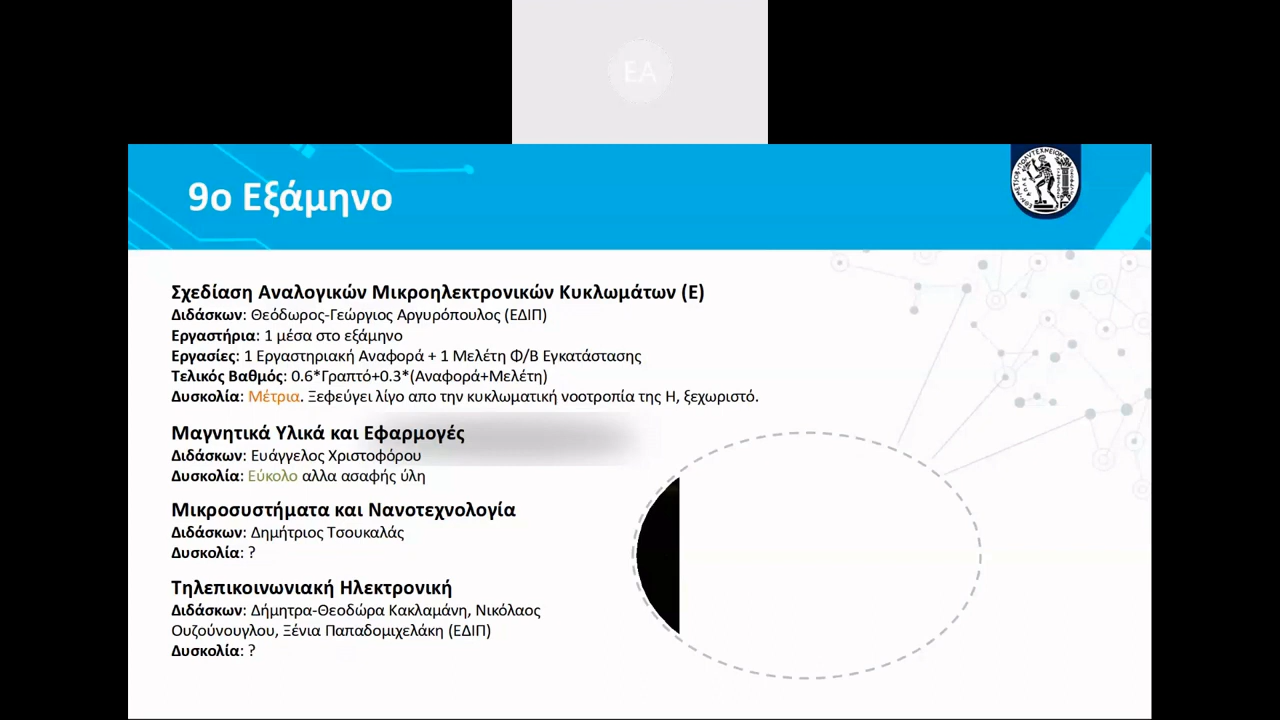 EA
9ο Εξάμηνο
Σχεδίαση Αναλογικών Μικροηλεκτρονικών Κυκλωμάτων (Ε)
Διδάσκων: Θεόδωρος-Γεώργιος Αργυρόπουλος (ΕΔΙΠ)
Εργαστήρια: 1 μέσα στο εξάμηνο
Εργασίες: 1 Εργαστηριακή Αναφορά + 1 Μελέτη Φ/Β Εγκατάστασης
Τελικός Βαθμός: 0.6*Γραπτό+0.3*(Αναφορά+Μελέτη)
Δυσκολία: Μέτρια. Ξεφεύγει λίγο απο την κυκλωματική νοοτροπία της Η, ξεχωριστό.
Μαγνητικά Υλικά και Εφαρμογές
Διδάσκων: Ευάγγελος Χριστοφόρου
Δυσκολία: Εύκολο αλλα ασαφής ύλη
Μικροσυστήματα και Νανοτεχνολογία
Διδάσκων: Δημήτριος Τσουκαλάς
Δυσκολία: ?
Τηλεπικοινωνιακή Ηλεκτρονική
Διδάσκων: Δήμητρα-Θεοδώρα Κακλαμάνη, Νικόλαος
Ουζούνουγλου, Ξένια Παπαδομιχελάκη (ΕΔΙΠ)
Δυσκολία: ?